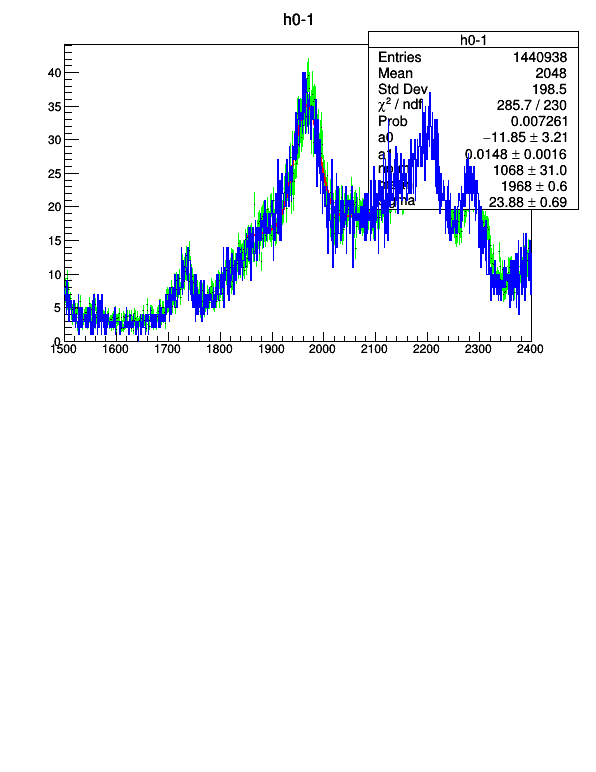 h0-1
h0-1
Entries 1440938
Mean 2048
Std Dev 198.5
χ² / ndf 285.7 / 230
Prob 0.007261
a0 −11.85 ± 3.21
0.0148 ± 0.0016
1068 ± 31.0
1968 ± 0.6
23.88 ± 0.69
40
35
30
25
20
15
10
5
0
1500 1600 1700 1800 1900 2000 2100 2200 2300 2400